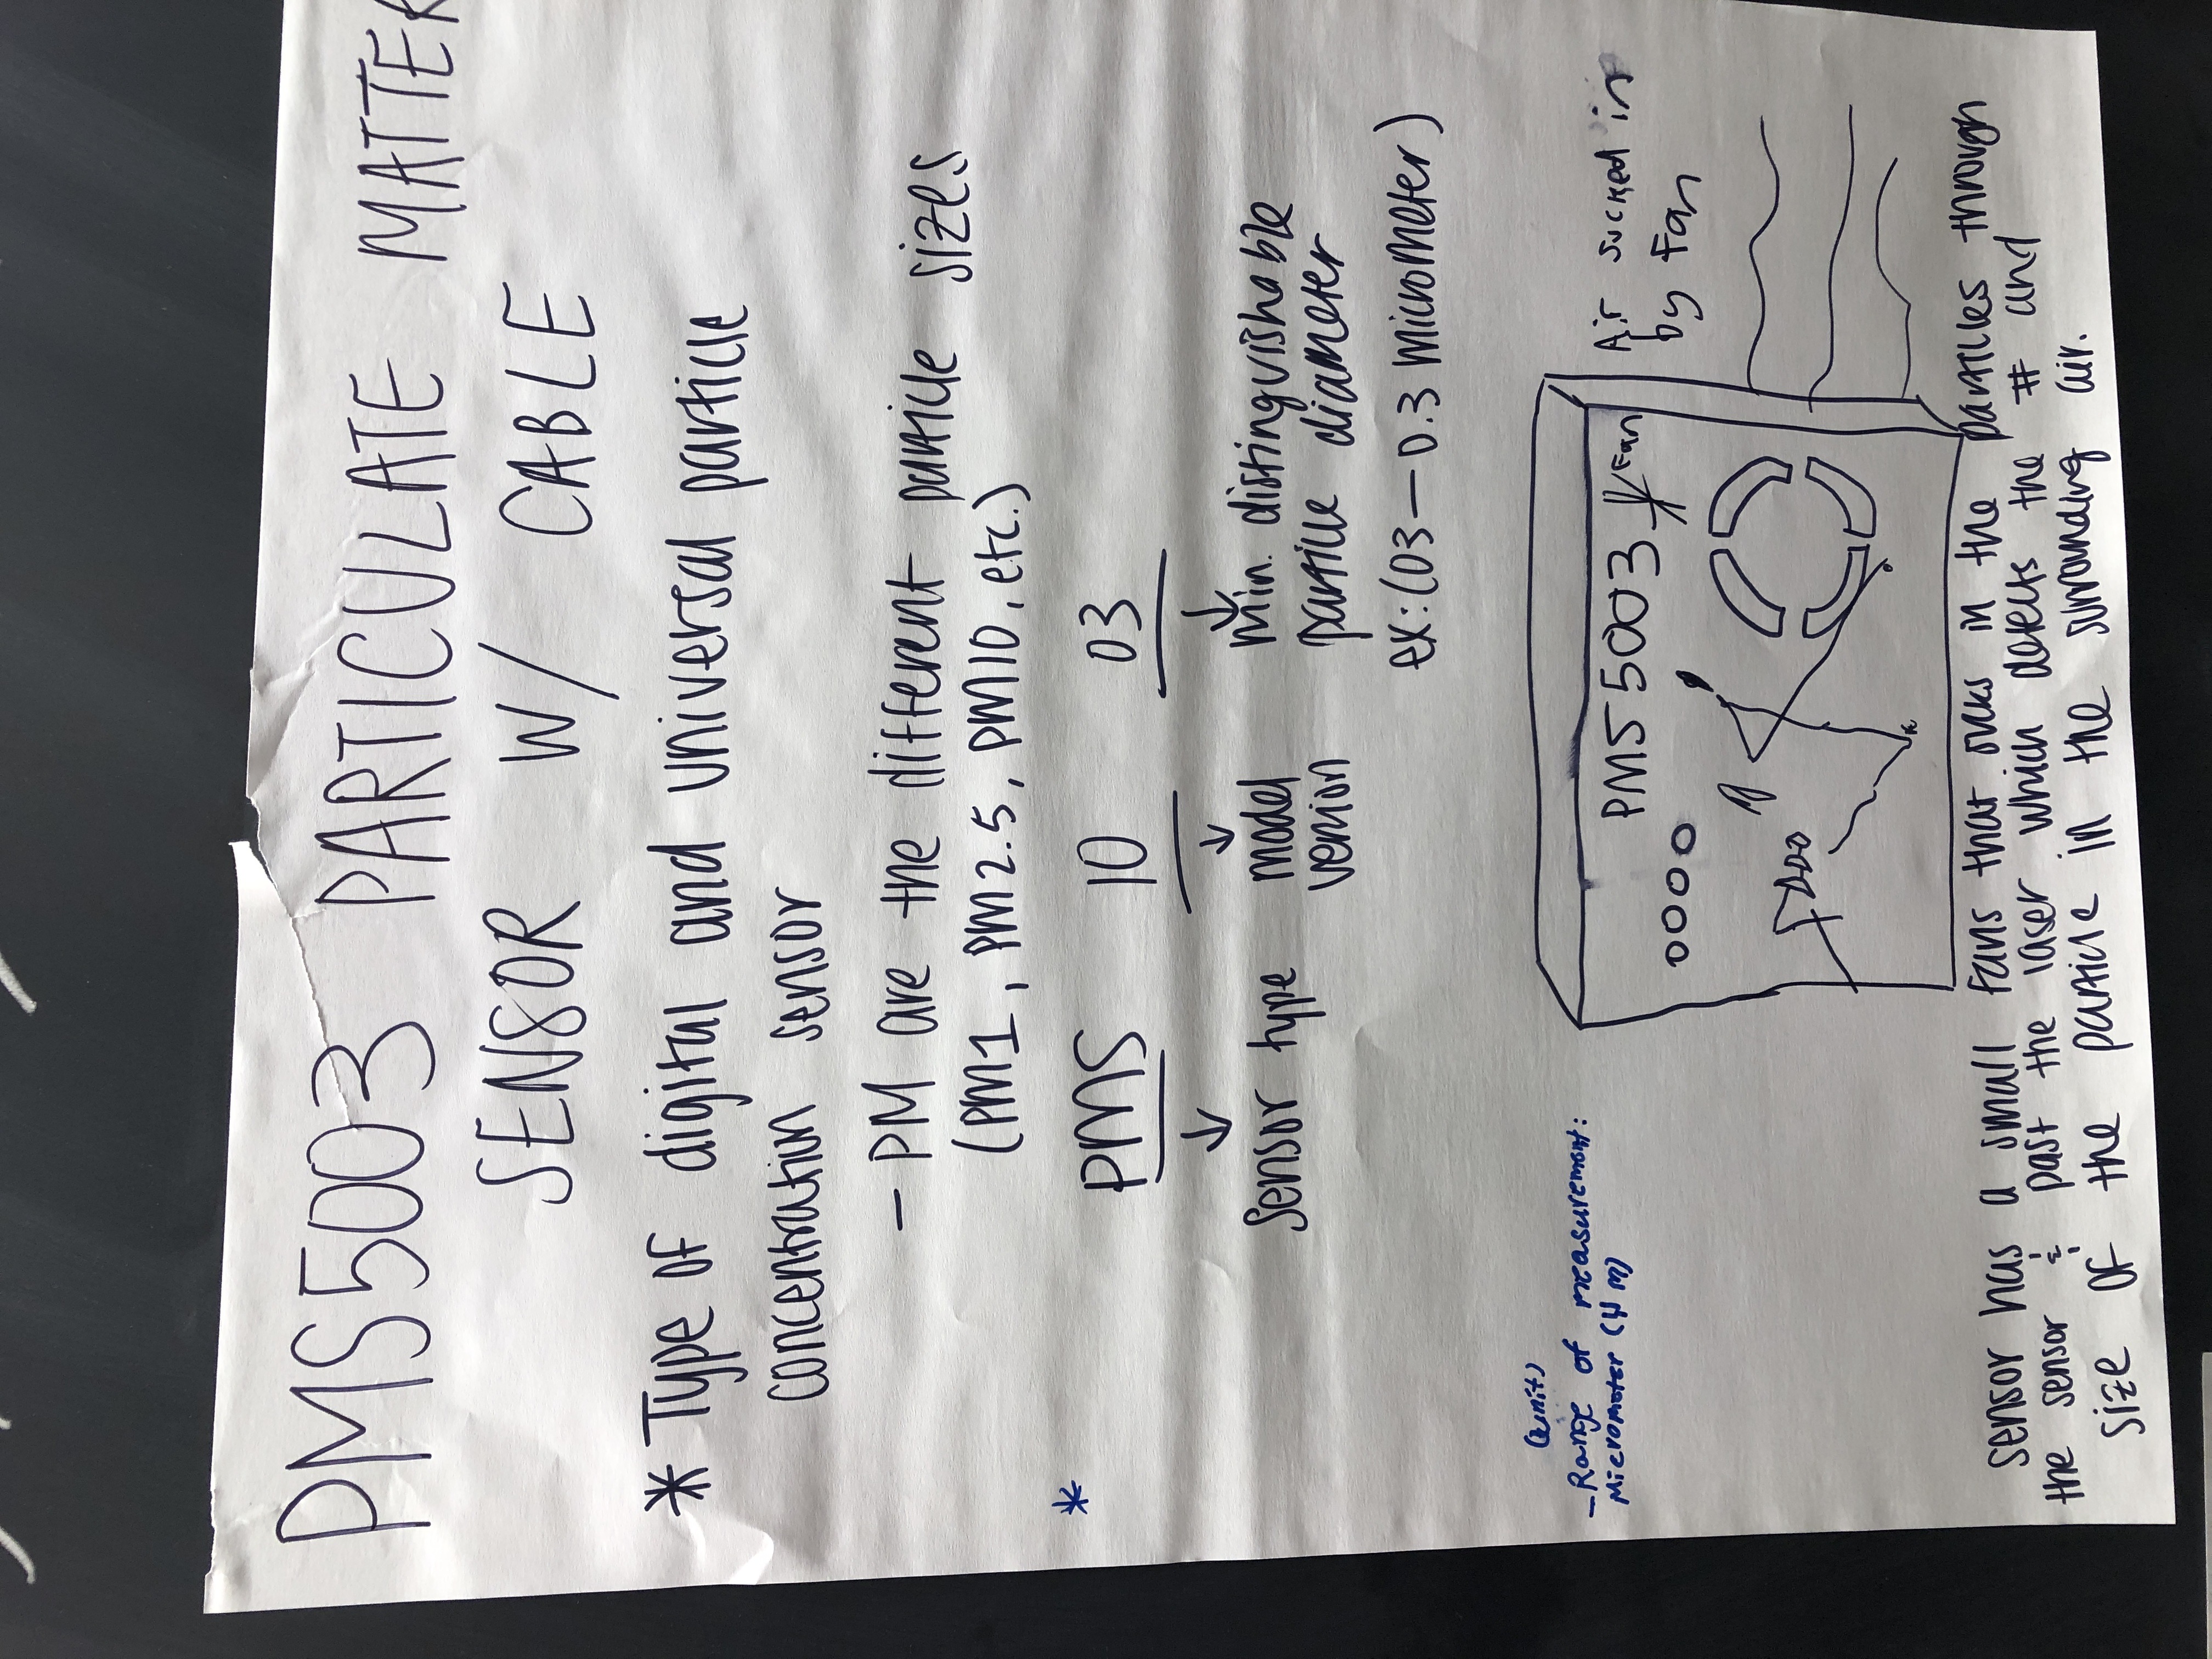 PMS5003 PARTICULATE MATTER
SENSOR W/ CABLE
* Type of digital and universal particle
concentration sensor
- PM are the different particle sizes
(PM1, PM2.5, PM10, etc.)
*
PMS 10 03
sensor type
model
version
min. distinguishable
particle diameter
ex: (03 – 0.3 micrometer)
(unit)
- Range of measurement:
Micrometer (μm)
PMS 5003
Fan
Air sucked in
by Fan
sensor has a small fans that sucks in the particles through
the sensor & past the laser which detects the # and
size of the particle in the surrounding air.